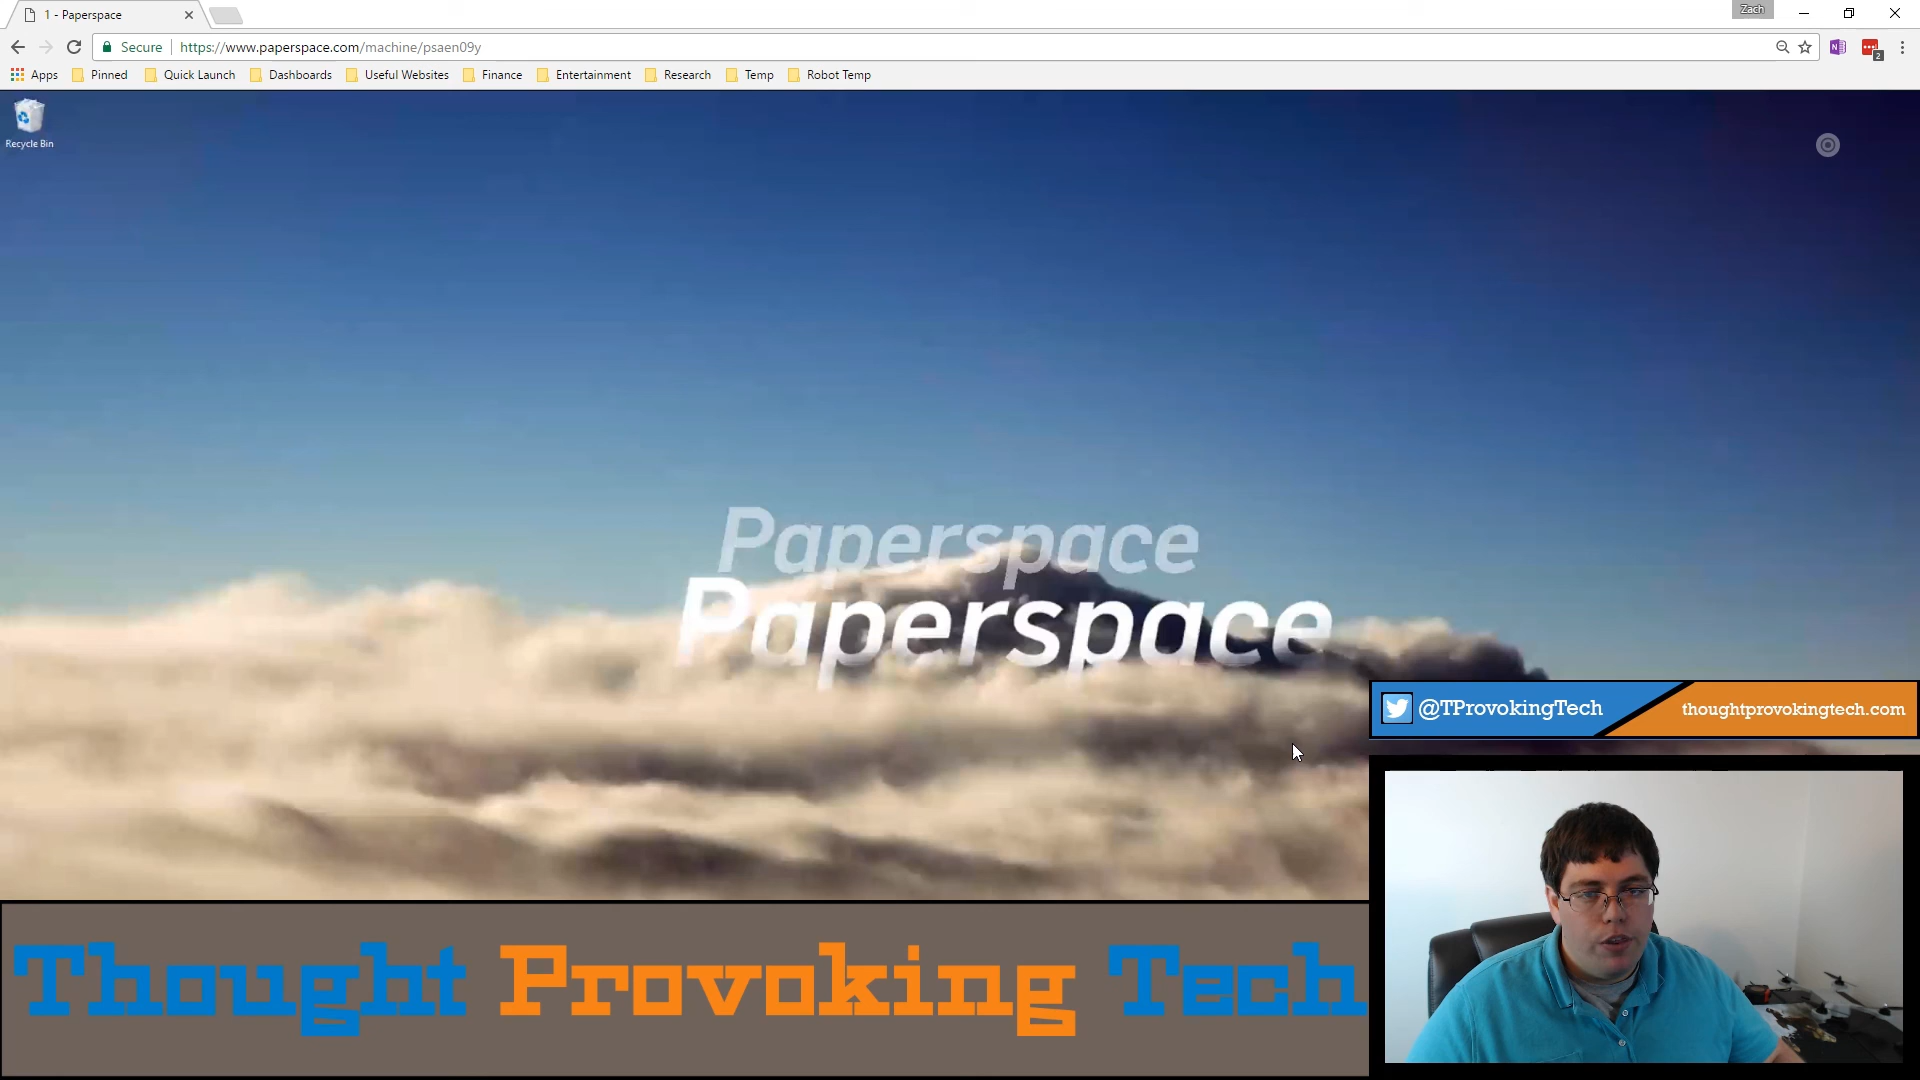 1 - Paperspace
Zach
Secure
https://www.paperspace.com/machine/psaen09y
2
Apps
Pinned
Quick Launch
Dashboards
Useful Websites
Finance
Entertainment
Research
Temp
Robot Temp
Recycle Bin
Paperspace
Paperspace
@TProvokingTech
thoughtprovokingtech.com
Thought Provoking Tech